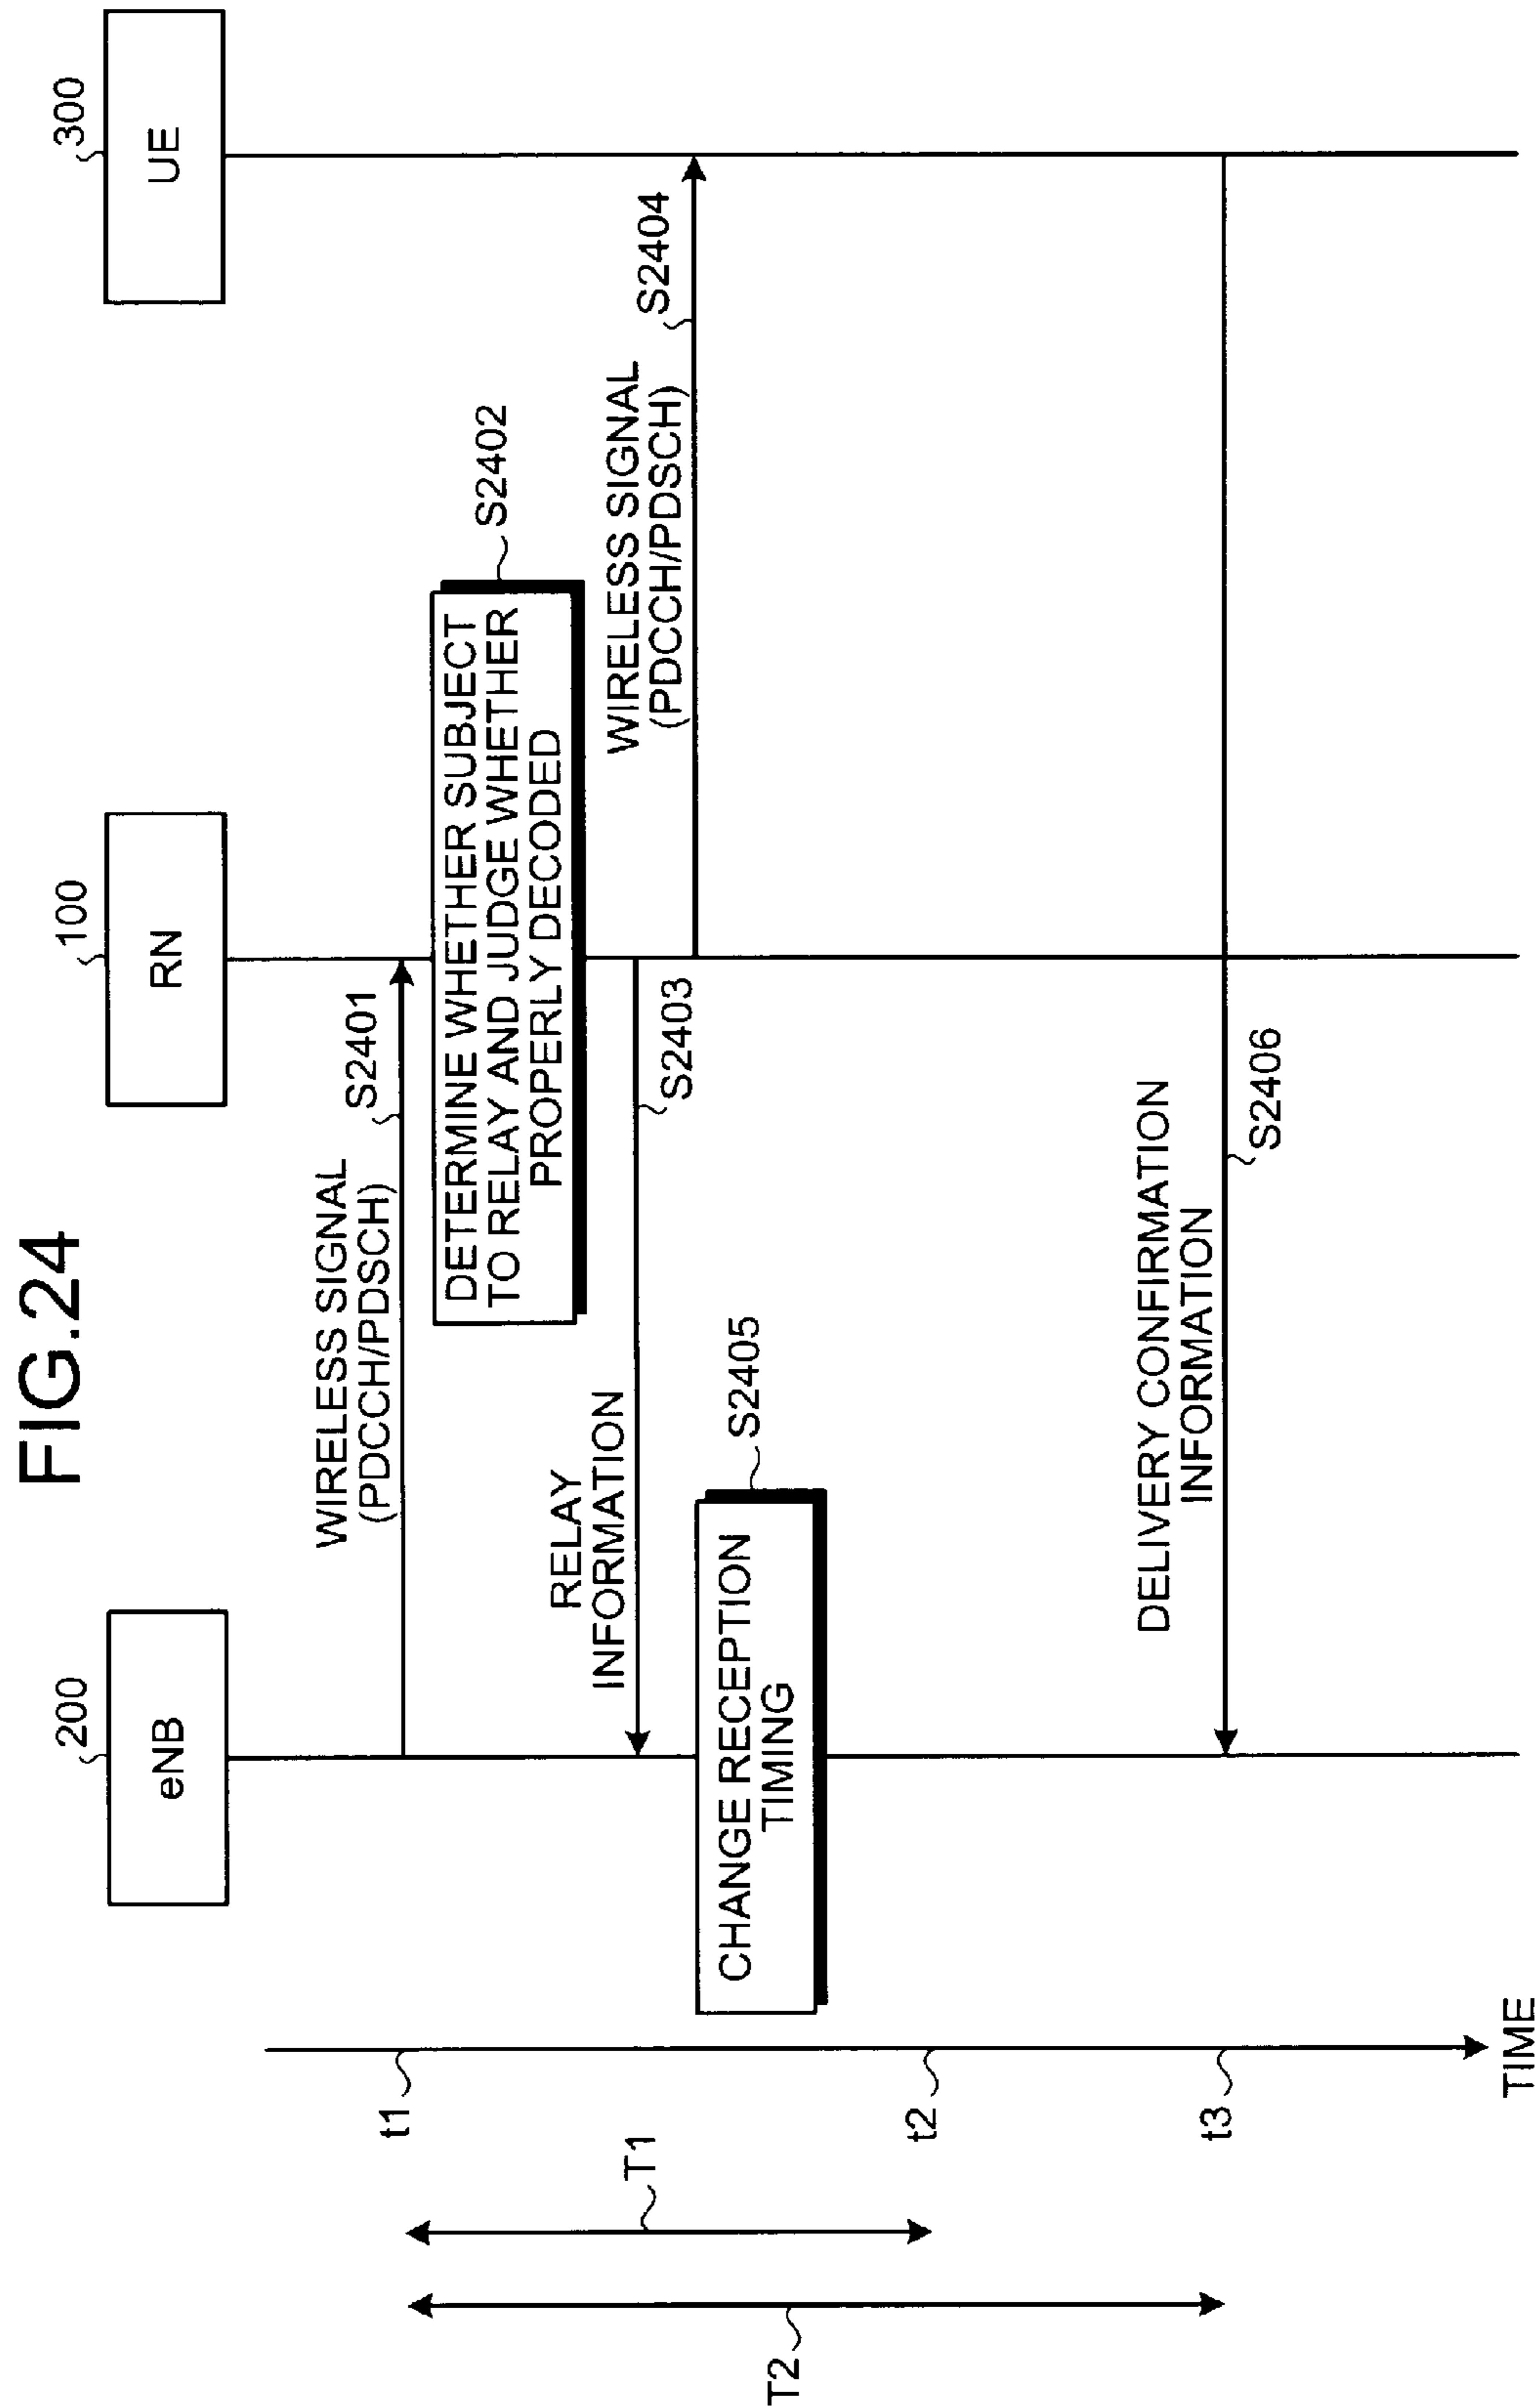 FIG.24
200
eNB
100
RN
300
UE
WIRELESS SIGNAL
(PDCCH/PDSCH)
S2401
t1
DETERMINE WHETHER SUBJECT
TO RELAY AND JUDGE WHETHER
PROPERLY DECODED
S2402
RELAY
INFORMATION
S2403
WIRELESS SIGNAL
(PDCCH/PDSCH)
S2404
CHANGE RECEPTION
TIMING
S2405
T1
T2
t2
DELIVERY CONFIRMATION
INFORMATION
S2406
t3
TIME